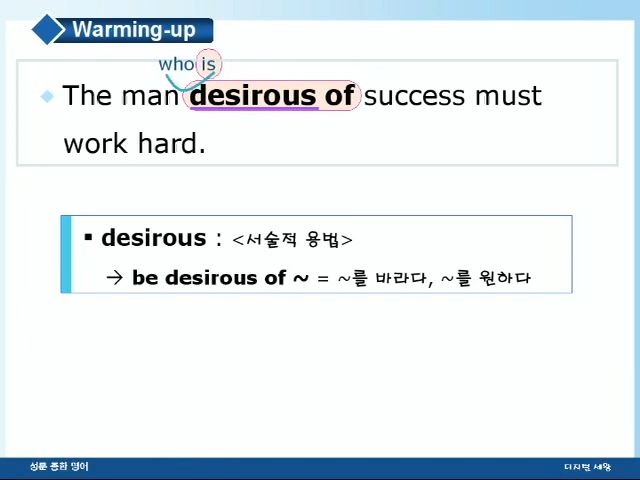 Warming-up
who is
The man desirous of success must
work hard.
▪ desirous : <서술적 용법>
→ be desirous of ~ = ~를 바라다, ~를 원하다
성문 종합 영어
디지털 세왕